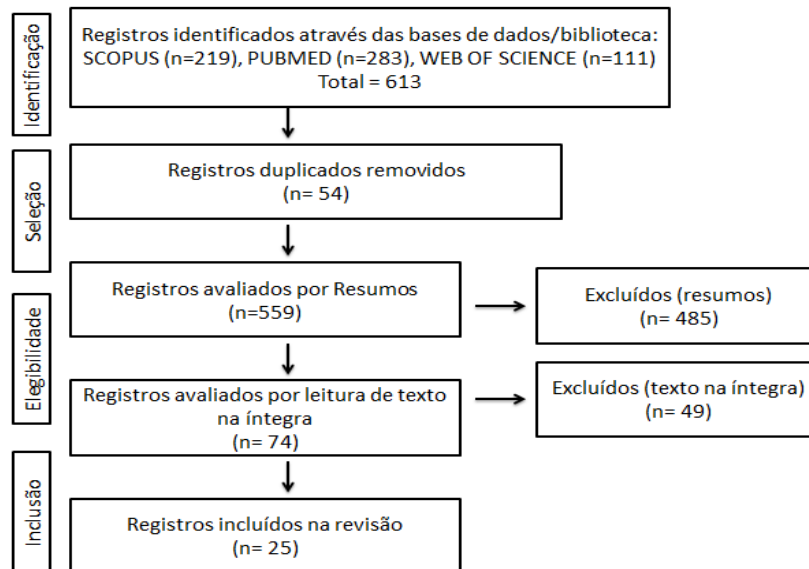 Identificação
Registros identificados através das bases de dados/biblioteca:
SCOPUS (n=219), PUBMED (n=283), WEB OF SCIENCE (n=111)
Total = 613
Seleção
Registros duplicados removidos
(n= 54)
Registros avaliados por Resumos
(n=559)
Excluídos (resumos)
(n= 485)
Elegibilidade
Registros avaliados por leitura de texto
na íntegra
(n= 74)
Excluídos (texto na íntegra)
(n= 49)
Inclusão
Registros incluídos na revisão
(n= 25)